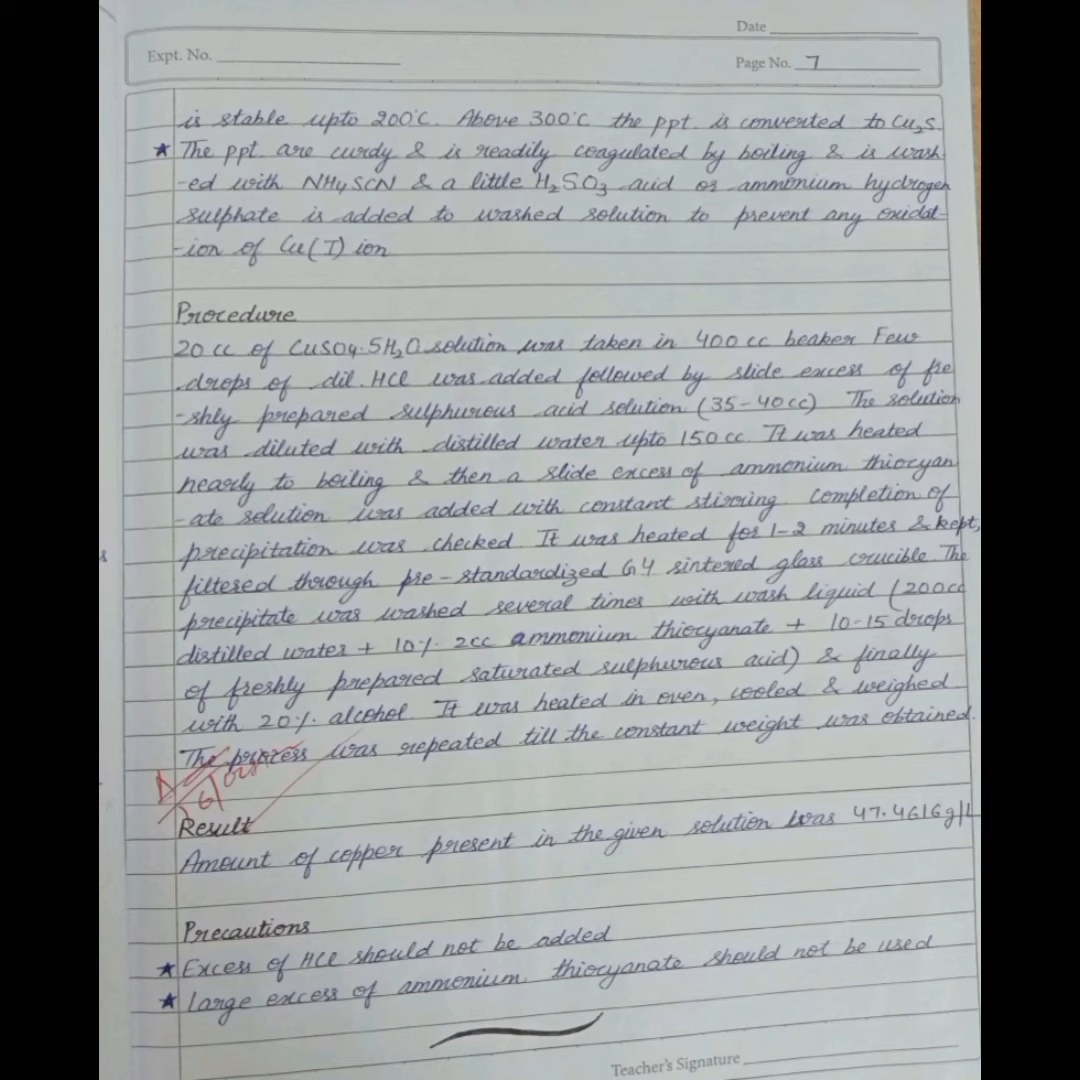 Date
Expt. No.
Page No. 7
is stable upto 200°C. Above 300°C the ppt. is converted to Cu₂S.
★ The ppt. are curdy & is readily coagulated by boiling & is wash
-ed with NH₄SCN & a little H₂SO₃ acid or ammonium hydrogen
sulphate is added to washed solution to prevent any oxidat-
-ion of Cu(I) ion
Procedure
20 cc of CuSO₄.5H₂O solution was taken in 400 cc beaker Few
drops of dil. HCl was added followed by slide excess of fre
-shly prepared sulphurous acid solution (35-40cc) The solution
was diluted with distilled water upto 150 cc. It was heated
nearly to boiling & then a slide excess of ammonium thiocyan
-ate solution was added with constant stirring. Completion of
precipitation was checked. It was heated for 1-2 minutes & kept,
filtered through pre-standardized G4 sintered glass crucible. The
precipitate was washed several times with wash liquid (200cc
distilled water + 10%. 2cc ammonium thiocyanate + 10-15 drops
of freshly prepared saturated sulphurous acid) & finally
with 20%. alcohol. It was heated in oven, cooled & weighed
The process was repeated till the constant weight was obtained.
Result
Amount of copper present in the given solution was 47.4616g/L
Precautions
★ Excess of HCl should not be added
★ Large excess of ammonium thiocyanate should not be used
Teacher's Signature